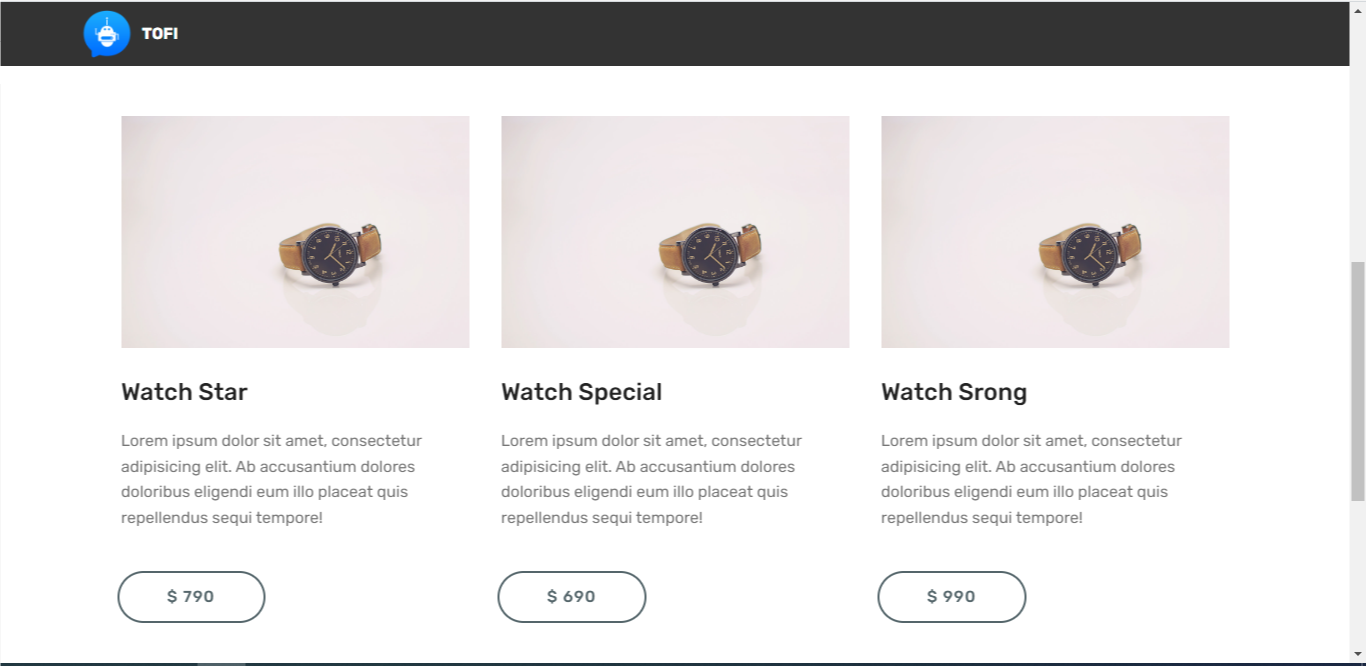 TOFI
Watch Star
Lorem ipsum dolor sit amet, consectetur
adipisicing elit. Ab accusantium dolores
doloribus eligendi eum illo placeat quis
repellendus sequi tempore!
$ 790
Watch Special
Lorem ipsum dolor sit amet, consectetur
adipisicing elit. Ab accusantium dolores
doloribus eligendi eum illo placeat quis
repellendus sequi tempore!
$ 690
Watch Srong
Lorem ipsum dolor sit amet, consectetur
adipisicing elit. Ab accusantium dolores
doloribus eligendi eum illo placeat quis
repellendus sequi tempore!
$ 990